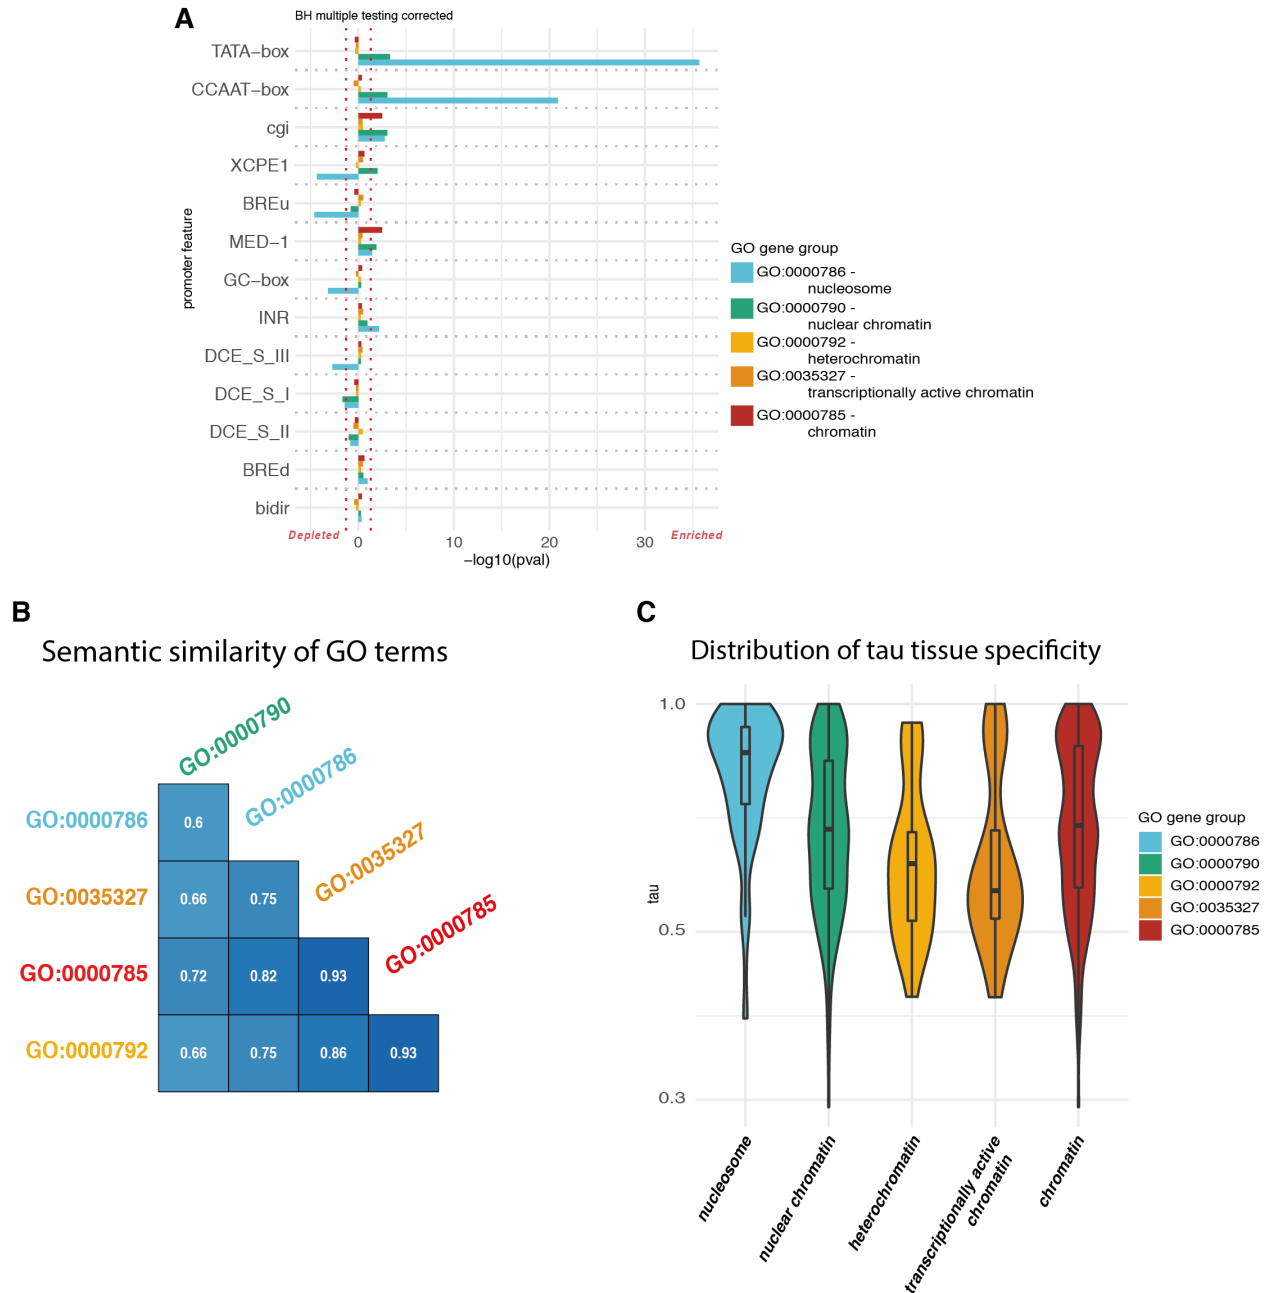 A
BH multiple testing corrected
promoter feature
TATA−box
CCAAT−box
cgi
XCPE1
BREu
MED−1
GC−box
INR
DCE_S_III
DCE_S_I
DCE_S_II
BREd
bidir
Depleted
Enriched
0 10 20 30
−log10(pval)
GO gene group
GO:0000786 -
nucleosome
GO:0000790 -
nuclear chromatin
GO:0000792 -
heterochromatin
GO:0035327 -
transcriptionally active chromatin
GO:0000785 -
chromatin
B
Semantic similarity of GO terms
GO:0000790
GO:0000786
GO:0035327
GO:0000785
GO:0000786 0.6
GO:0035327 0.66 0.75
GO:0000785 0.72 0.82 0.93
GO:0000792 0.66 0.75 0.86 0.93
C
Distribution of tau tissue specificity
tau
1.0
0.5
0.3
nucleosome
nuclear chromatin
heterochromatin
transcriptionally active
chromatin
chromatin
GO gene group
GO:0000786
GO:0000790
GO:0000792
GO:0035327
GO:0000785